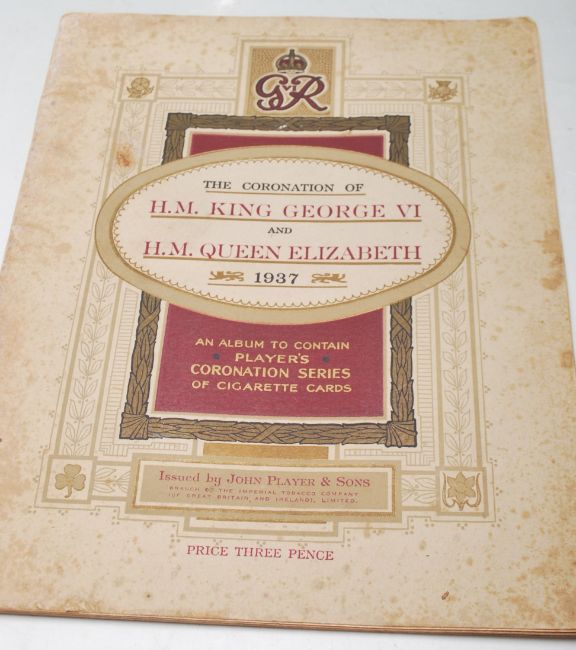 G VI R
THE CORONATION OF
H.M. KING GEORGE VI
AND
H.M. QUEEN ELIZABETH
1937
AN ALBUM TO CONTAIN
PLAYER'S
CORONATION SERIES
OF CIGARETTE CARDS
Issued by JOHN PLAYER & SONS
BRANCH OF THE IMPERIAL TOBACCO COMPANY
(OF GREAT BRITAIN AND IRELAND), LIMITED.
PRICE THREE PENCE